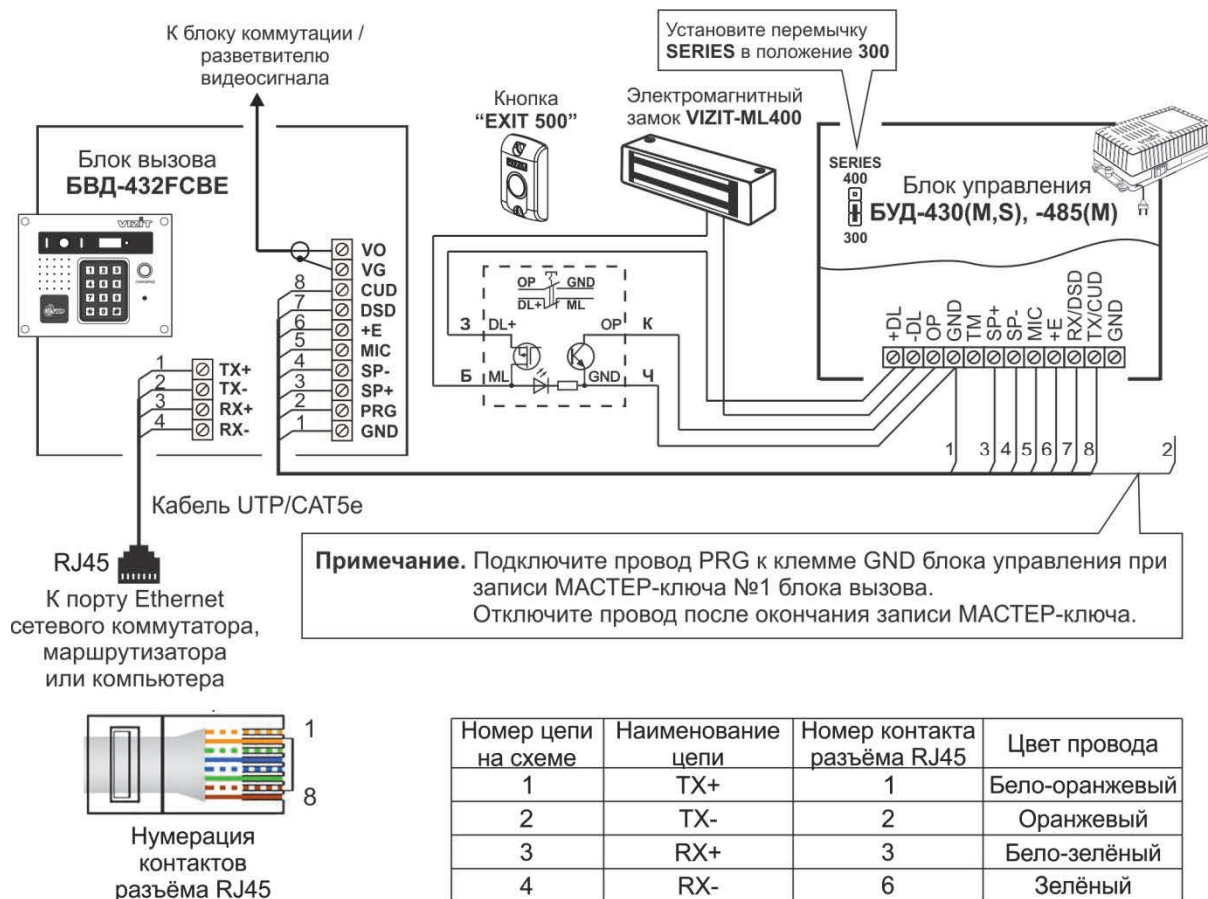 К блоку коммутации /
разветвителю
видеосигнала
Блок вызова
БВД-432FCBE
VIZIT
VO
VG
8 CUD
7 DSD
6 +E
5 MIC
4 SP-
3 SP+
2 PRG
1 GND
1 TX+
2 TX-
3 RX+
4 RX-
Кабель UTP/CAT5e
RJ45
К порту Ethernet
сетевого коммутатора,
маршрутизатора
или компьютера
Кнопка
“EXIT 500”
Электромагнитный
замок VIZIT-ML400
Установите перемычку
SERIES в положение 300
SERIES
400
300
Блок управления
БУД-430(M,S), -485(M)
OP GND
DL+ ML
З DL+ OP К
Б ML GND Ч
+DL
-DL
OP
GND
TM
SP+
SP-
MIC
+E
RX/DSD
TX/CUD
GND
1 3 4 5 6 7 8 2
Примечание. Подключите провод PRG к клемме GND блока управления при
записи МАСТЕР-ключа №1 блока вызова.
Отключите провод после окончания записи МАСТЕР-ключа.
1
8
Нумерация
контактов
разъёма RJ45
Номер цепи на схеме | Наименование цепи | Номер контакта разъёма RJ45 | Цвет провода
1 TX+ 1 Бело-оранжевый
2 TX- 2 Оранжевый
3 RX+ 3 Бело-зелёный
4 RX- 6 Зелёный